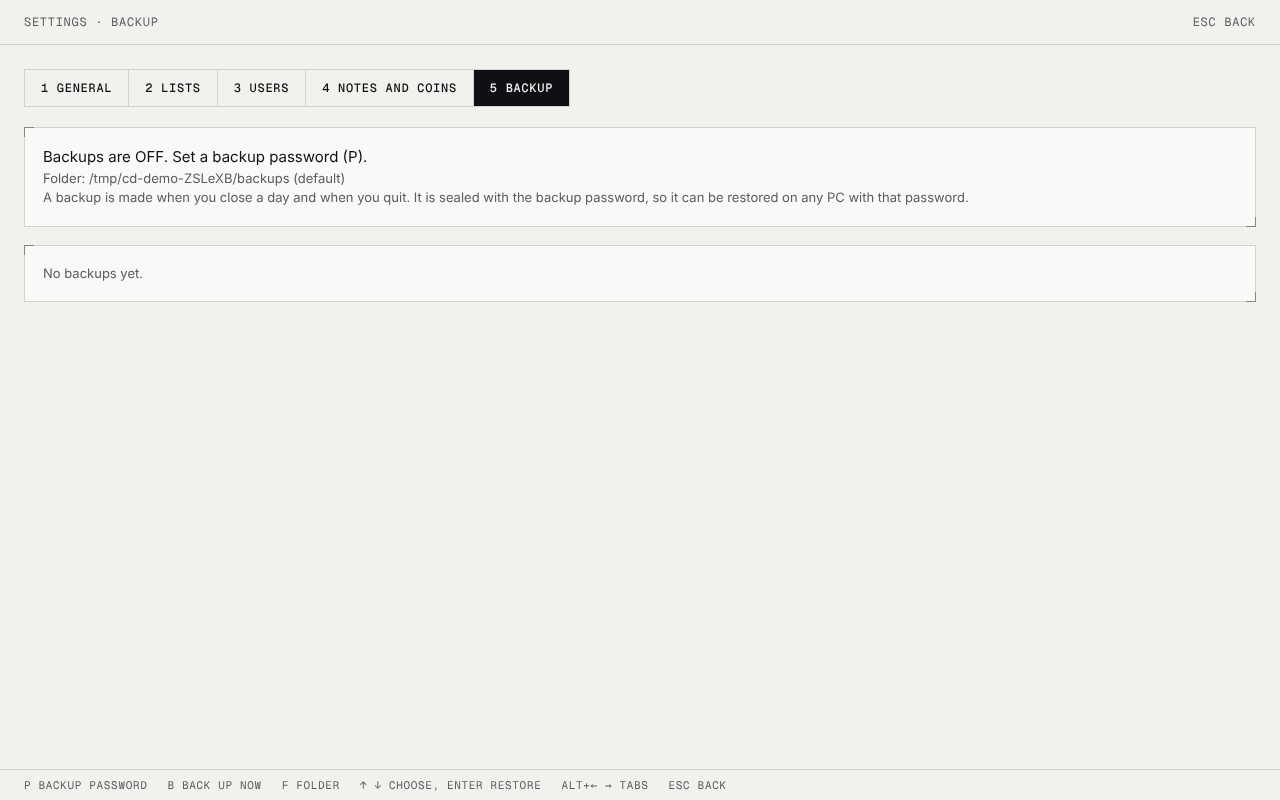 SETTINGS · BACKUP
ESC BACK
1 GENERAL
2 LISTS
3 USERS
4 NOTES AND COINS
5 BACKUP
Backups are OFF. Set a backup password (P).
Folder: /tmp/cd-demo-ZSLeXB/backups (default)
A backup is made when you close a day and when you quit. It is sealed with the backup password, so it can be restored on any PC with that password.
No backups yet.
P BACKUP PASSWORD
B BACK UP NOW
F FOLDER
↑ ↓ CHOOSE, ENTER RESTORE
ALT+← → TABS
ESC BACK